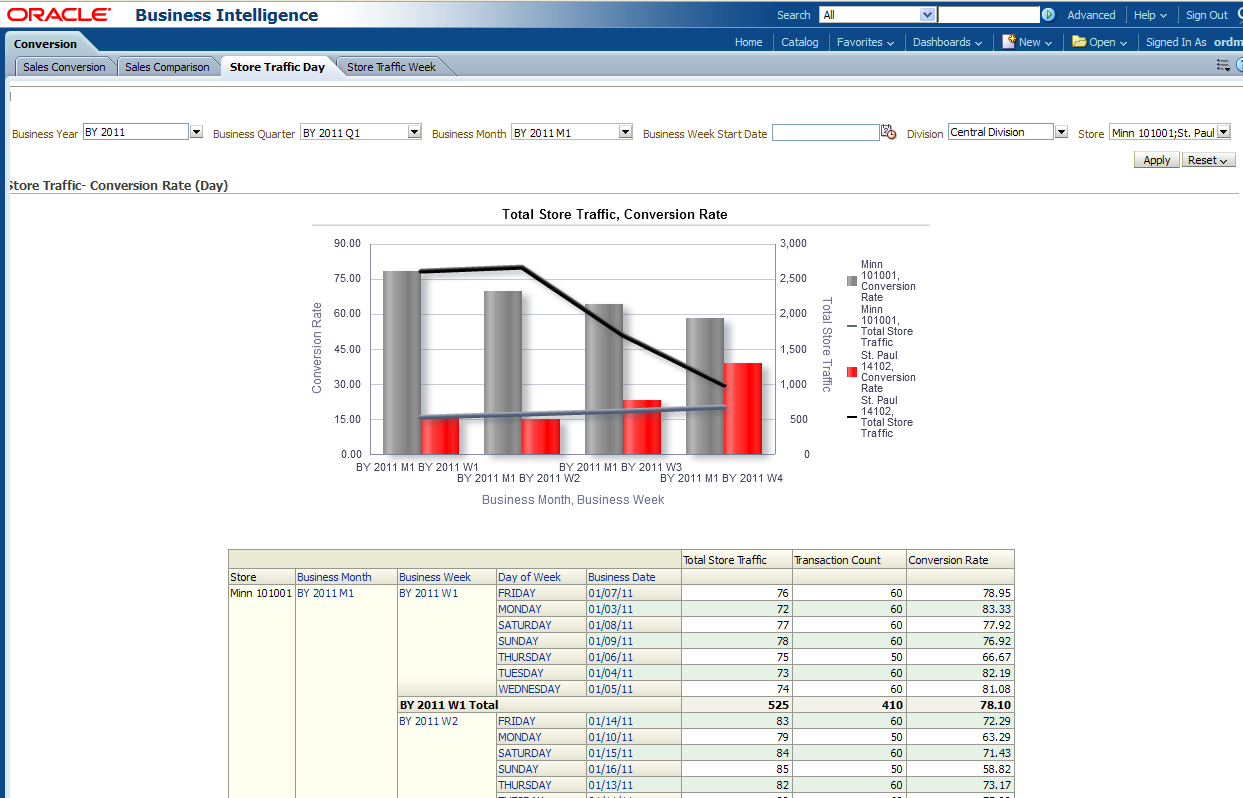 ORACLE Business Intelligence
Search All Advanced Help Sign Out
Conversion
Home Catalog Favorites Dashboards New Open Signed In As ordm
Sales Conversion Sales Comparison Store Traffic Day Store Traffic Week
Business Year BY 2011 Business Quarter BY 2011 Q1 Business Month BY 2011 M1 Business Week Start Date Division Central Division Store Minn 101001;St. Paul
Apply Reset
Store Traffic- Conversion Rate (Day)
Total Store Traffic, Conversion Rate
90.00
75.00
60.00
45.00
30.00
15.00
0.00
Conversion Rate
3,000
2,500
2,000
1,500
1,000
500
0
Total Store Traffic
BY 2011 M1 BY 2011 W1
BY 2011 M1 BY 2011 W2
BY 2011 M1 BY 2011 W3
BY 2011 M1 BY 2011 W4
Business Month, Business Week
Minn
101001,
Conversion
Rate
Minn
101001,
Total Store
Traffic
St. Paul
14102,
Conversion
Rate
St. Paul
14102,
Total Store
Traffic
Total Store Traffic Transaction Count Conversion Rate
Store Business Month Business Week Day of Week Business Date
Minn 101001 BY 2011 M1 BY 2011 W1 FRIDAY 01/07/11 76 60 78.95
MONDAY 01/03/11 72 60 83.33
SATURDAY 01/08/11 77 60 77.92
SUNDAY 01/09/11 78 60 76.92
THURSDAY 01/06/11 75 50 66.67
TUESDAY 01/04/11 73 60 82.19
WEDNESDAY 01/05/11 74 60 81.08
BY 2011 W1 Total 525 410 78.10
BY 2011 W2 FRIDAY 01/14/11 83 60 72.29
MONDAY 01/10/11 79 50 63.29
SATURDAY 01/15/11 84 60 71.43
SUNDAY 01/16/11 85 50 58.82
THURSDAY 01/13/11 82 60 73.17